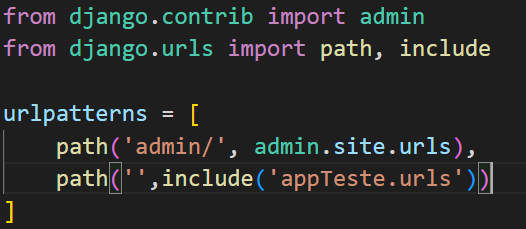 from django.contrib import admin
from django.urls import path, include

urlpatterns = [
    path('admin/', admin.site.urls),
    path('',include('appTeste.urls'))
]